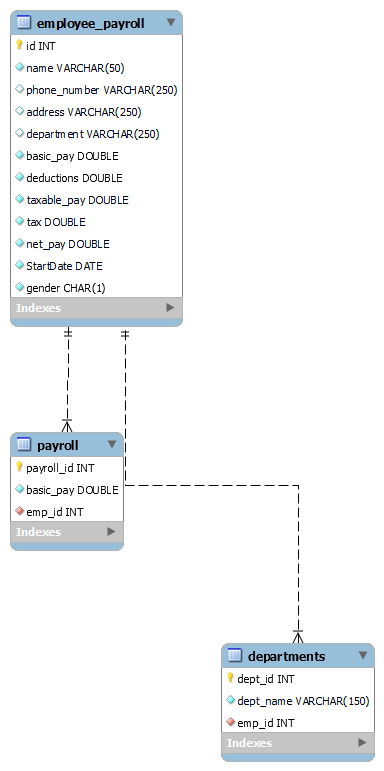 employee_payroll
id INT
name VARCHAR(50)
phone_number VARCHAR(250)
address VARCHAR(250)
department VARCHAR(250)
basic_pay DOUBLE
deductions DOUBLE
taxable_pay DOUBLE
tax DOUBLE
net_pay DOUBLE
StartDate DATE
gender CHAR(1)
Indexes
payroll
payroll_id INT
basic_pay DOUBLE
emp_id INT
Indexes
departments
dept_id INT
dept_name VARCHAR(150)
emp_id INT
Indexes